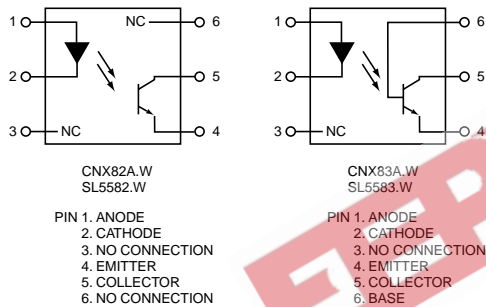 1
2
3
NC
NC
6
5
4
CNX82A.W
SL5582.W
PIN 1. ANODE
2. CATHODE
3. NO CONNECTION
4. EMITTER
5. COLLECTOR
6. NO CONNECTION
1
2
3
NC
6
5
4
CNX83A.W
SL5583.W
PIN 1. ANODE
2. CATHODE
3. NO CONNECTION
4. EMITTER
5. COLLECTOR
6. BASE